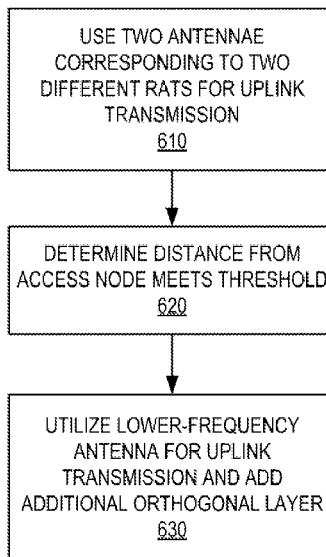 USE TWO ANTENNAE
CORRESPONDING TO TWO
DIFFERENT RATS FOR UPLINK
TRANSMISSION
610
DETERMINE DISTANCE FROM
ACCESS NODE MEETS THRESHOLD
620
UTILIZE LOWER-FREQUENCY
ANTENNA FOR UPLINK
TRANSMISSION AND ADD
ADDITIONAL ORTHOGONAL LAYER
630